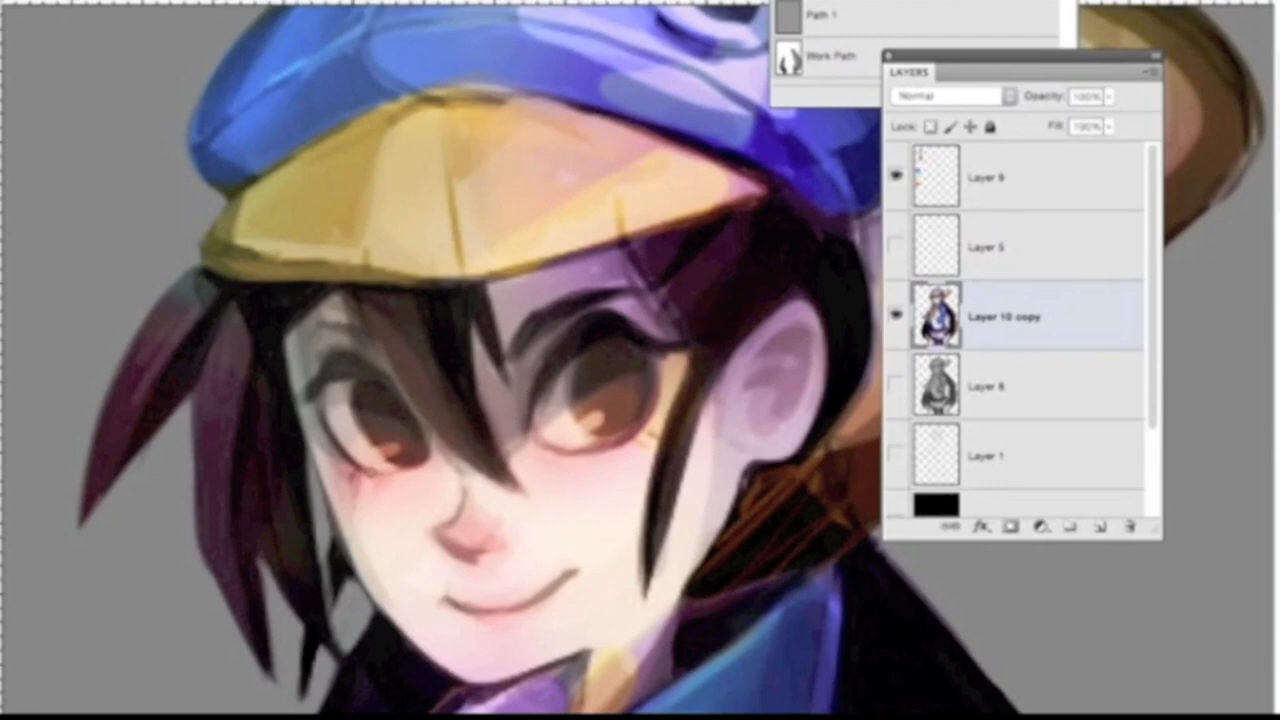 Path 1
Work Path
LAYERS
Normal
Opacity: 100%
Lock:
Fill: 100%
Layer 9
Layer 5
Layer 10 copy
Layer 8
Layer 1
fx.